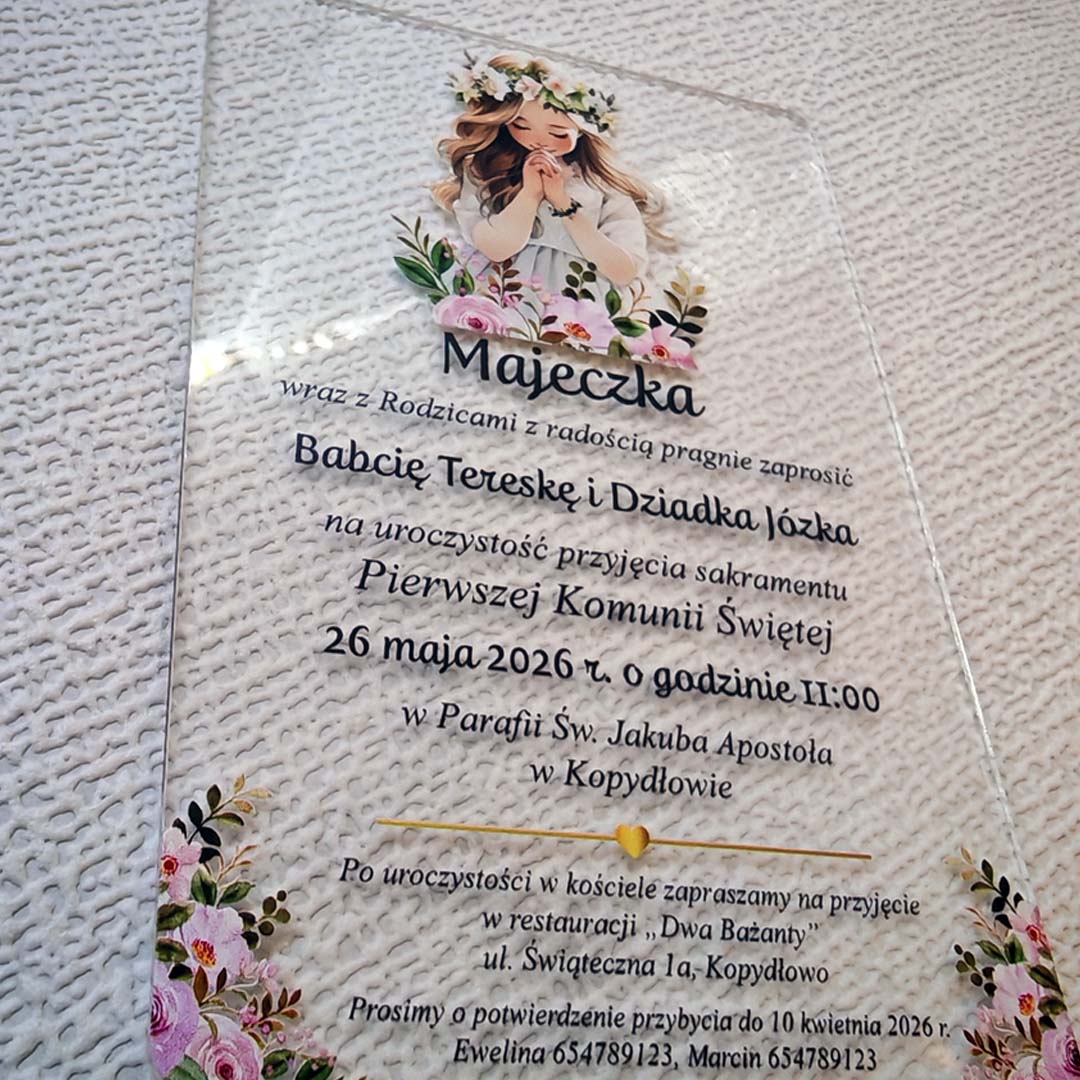 Majeczka
wraz z Rodzicami z radością pragnie zaprosić
Babcię Tereskę i Dziadka Józka
na uroczystość przyjęcia sakramentu
Pierwszej Komunii Świętej
26 maja 2026 r. o godzinie 11:00
w Parafii Św. Jakuba Apostoła
w Kopydłowie
Po uroczystości w kościele zapraszamy na przyjęcie
w restauracji „Dwa Bażanty”
ul. Świąteczna 1a, Kopydłowo
Prosimy o potwierdzenie przybycia do 10 kwietnia 2026 r.
Ewelina 654789123, Marcin 654789123